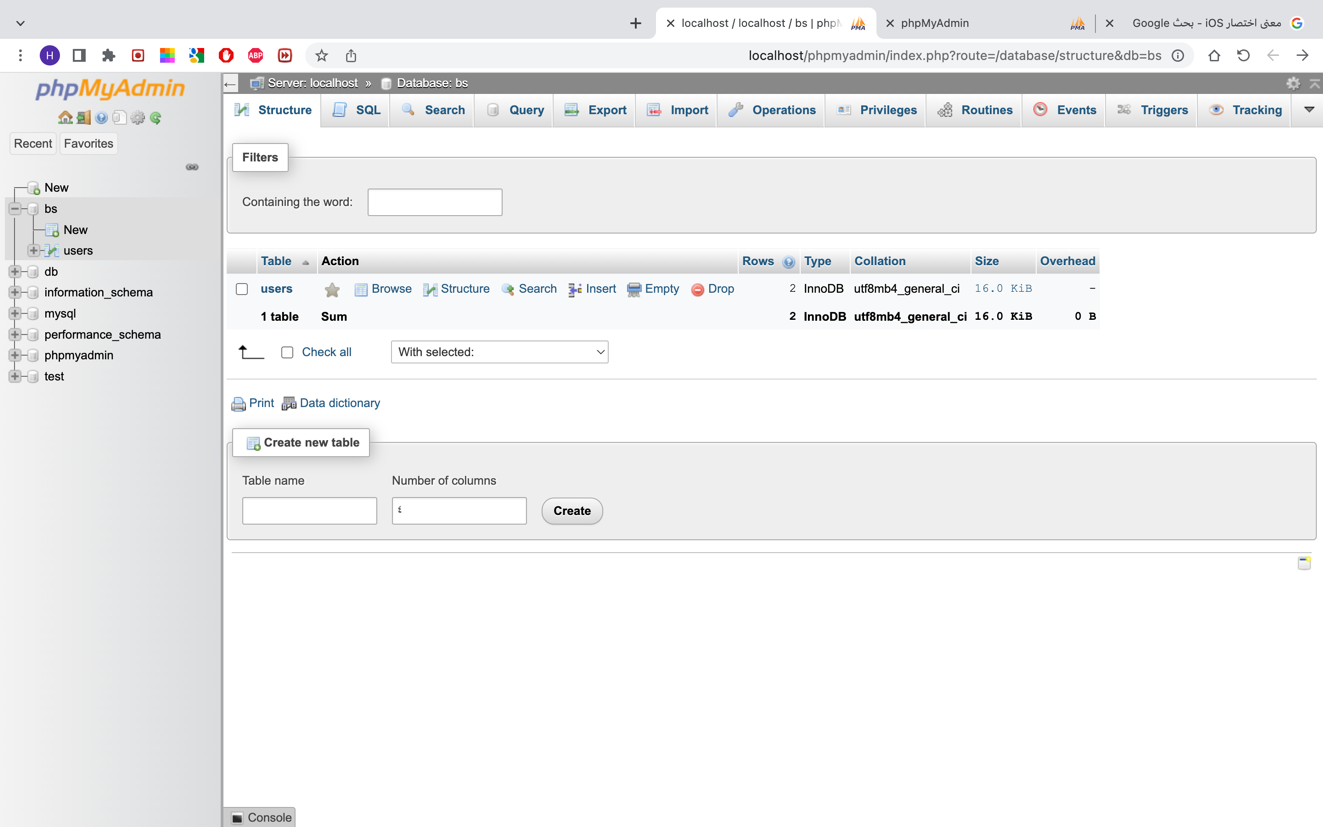 localhost / localhost / bs | phpM
phpMyAdmin
معنى اختصار iOS - بحث Google
H
ABP
localhost/phpmyadmin/index.php?route=/database/structure&db=bs
phpMyAdmin
Recent
Favorites
New
bs
New
users
db
information_schema
mysql
performance_schema
phpmyadmin
test
Server: localhost » Database: bs
Structure SQL Search Query Export Import Operations Privileges Routines Events Triggers Tracking
Filters
Containing the word:
Table Action Rows Type Collation Size Overhead
users Browse Structure Search Insert Empty Drop 2 InnoDB utf8mb4_general_ci 16.0 KiB -
1 table Sum 2 InnoDB utf8mb4_general_ci 16.0 KiB 0 B
Check all With selected:
Print Data dictionary
Create new table
Table name Number of columns
٤ Create
Console